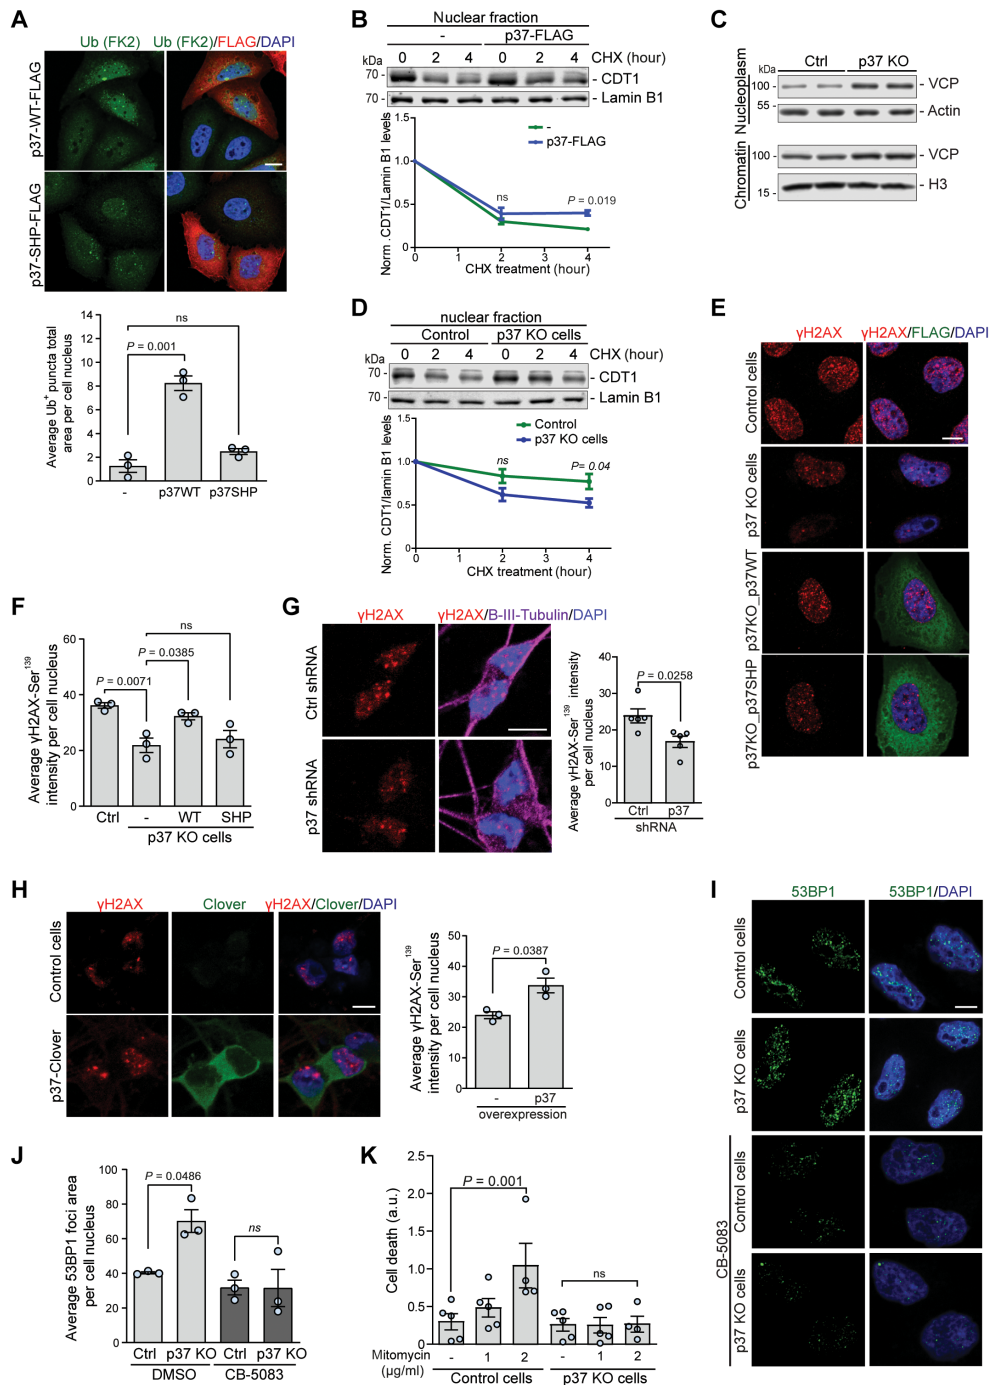 A
Ub (FK2) Ub (FK2)/FLAG/DAPI
p37-WT-FLAG
p37-SHP-FLAG
Average Ub+ puncta total
area per cell nucleus
14
12
10
8
6
4
2
0
ns
P = 0.001
- p37WT p37SHP
B
Nuclear fraction
- p37-FLAG
kDa 0 2 4 0 2 4 CHX (hour)
70 - - CDT1
70 - - Lamin B1
Norm. CDT1/Lamin B1 levels
1.5
1.0
0.5
0
-
p37-FLAG
ns
P = 0.019
0 1 2 3 4
CHX treatment (hour)
C
Ctrl p37 KO
kDa
Nucleoplasm
100 - - VCP
55 -
- Actin
Chromatin
100 - - VCP
15 - - H3
D
nuclear fraction
Control p37 KO cells
kDa 0 2 4 0 2 4 CHX (hour)
70 - - CDT1
70 - - Lamin B1
Norm. CDT1/lamin B1 levels
1.5
1.0
0.5
0
Control
p37 KO cells
ns
P= 0.04
0 1 2 3 4
CHX treatment (hour)
E
γH2AX γH2AX/FLAG/DAPI
Control cells
p37 KO cells
p37KO_p37WT
p37KO_p37SHP
F
Average γH2AX-Ser139
intensity per cell nucleus
60
40
20
0
ns
P = 0.0385
P = 0.0071
Ctrl - WT SHP
p37 KO cells
G
γH2AX γH2AX/B-III-Tubulin/DAPI
Ctrl shRNA
p37 shRNA
Average γH2AX-Ser139 intensity
per cell nucleus
40
30
20
10
0
P = 0.0258
Ctrl p37
shRNA
H
γH2AX Clover γH2AX/Clover/DAPI
Control cells
p37-Clover
Average γH2AX-Ser139
intensity per cell nucleus
50
40
30
20
10
0
P = 0.0387
- p37
overexpression
I
53BP1 53BP1/DAPI
Control cells
p37 KO cells
CB-5083
Control cells
p37 KO cells
J
Average 53BP1 foci area
per cell nucleus
100
80
60
40
20
0
P = 0.0486
ns
Ctrl p37 KO Ctrl p37 KO
DMSO CB-5083
K
Cell death (a.u.)
2.5
2.0
1.5
1.0
0.5
0
P = 0.001
ns
Mitomycin - 1 2 - 1 2
(μg/ml) Control cells p37 KO cells